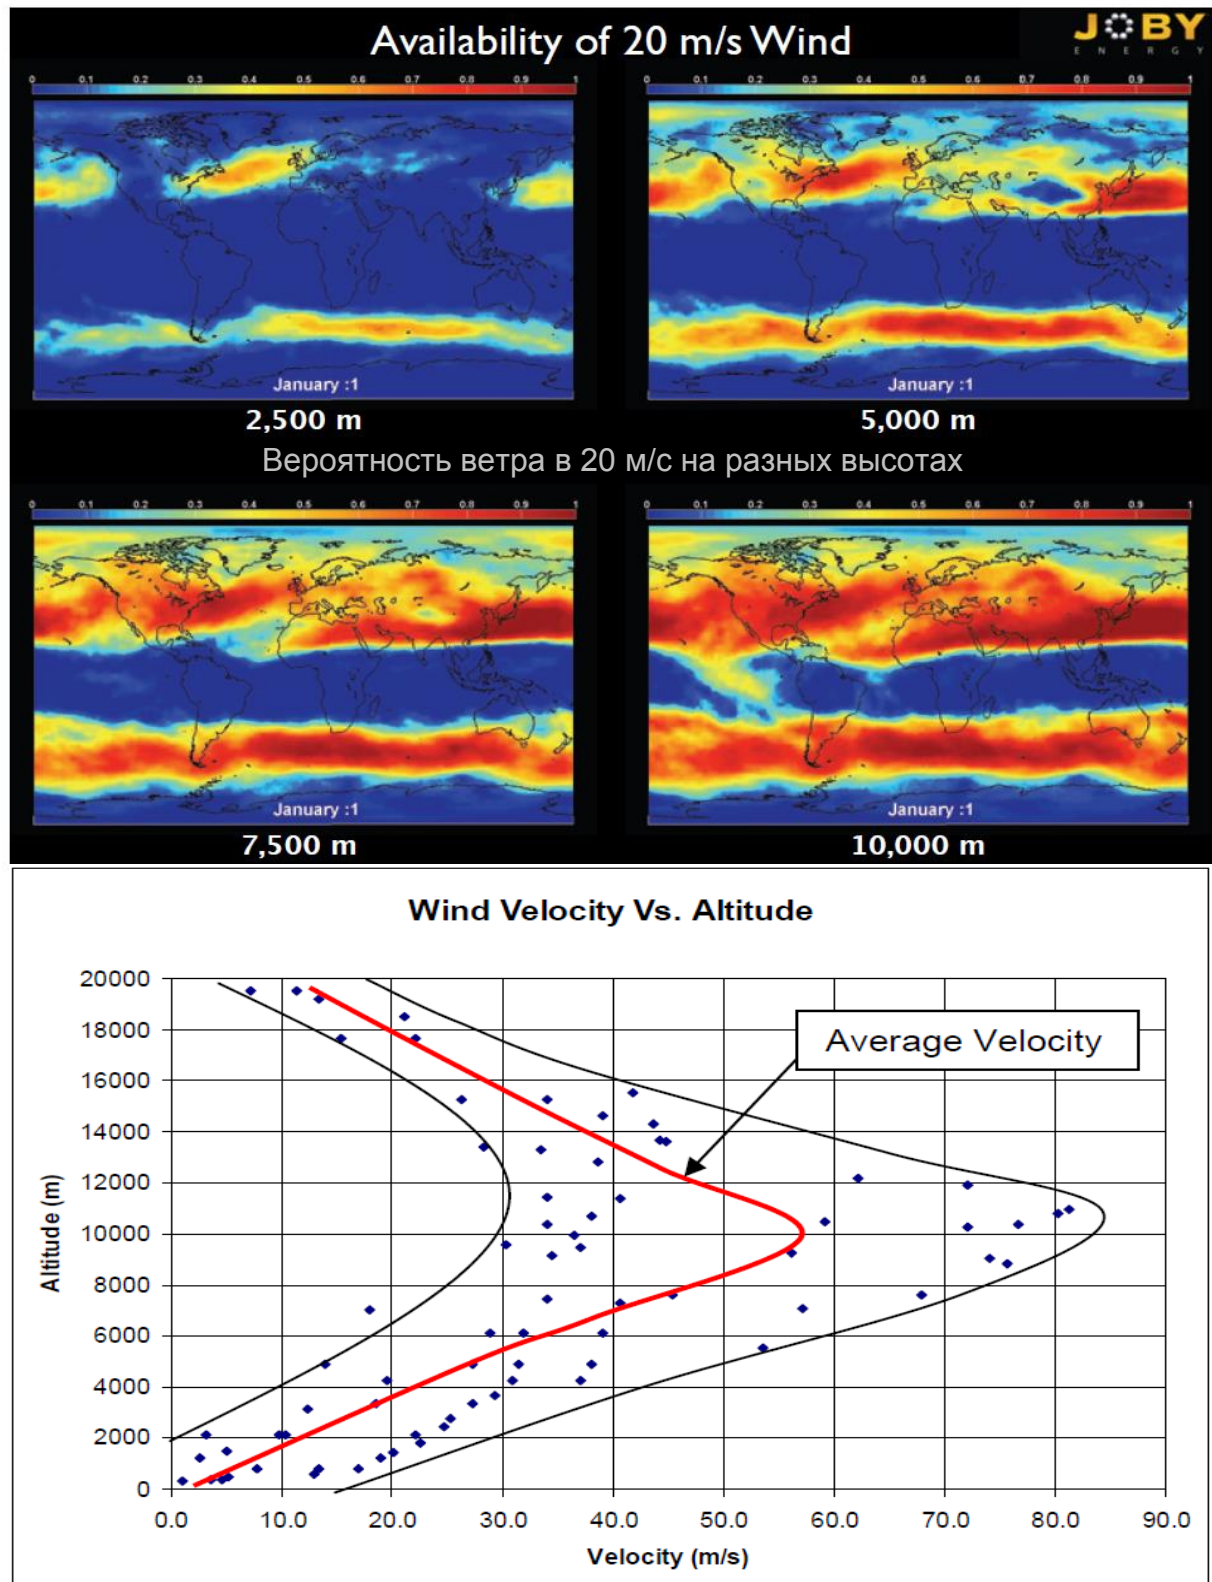 Availability of 20 m/s Wind
JOBY
ENERGY
0 0.1 0.2 0.3 0.4 0.5 0.6 0.7 0.8 0.9 1
0 0.1 0.2 0.3 0.4 0.5 0.6 0.7 0.8 0.9 1
January :1
January :1
2,500 m
5,000 m
Вероятность ветра в 20 м/с на разных высотах
0 0.1 0.2 0.3 0.4 0.5 0.6 0.7 0.8 0.9 1
0 0.1 0.2 0.3 0.4 0.5 0.6 0.7 0.8 0.9 1
January :1
January :1
7,500 m
10,000 m
Wind Velocity Vs. Altitude
Altitude (m)
20000
18000
16000
14000
12000
10000
8000
6000
4000
2000
0
Average Velocity
0.0 10.0 20.0 30.0 40.0 50.0 60.0 70.0 80.0 90.0
Velocity (m/s)